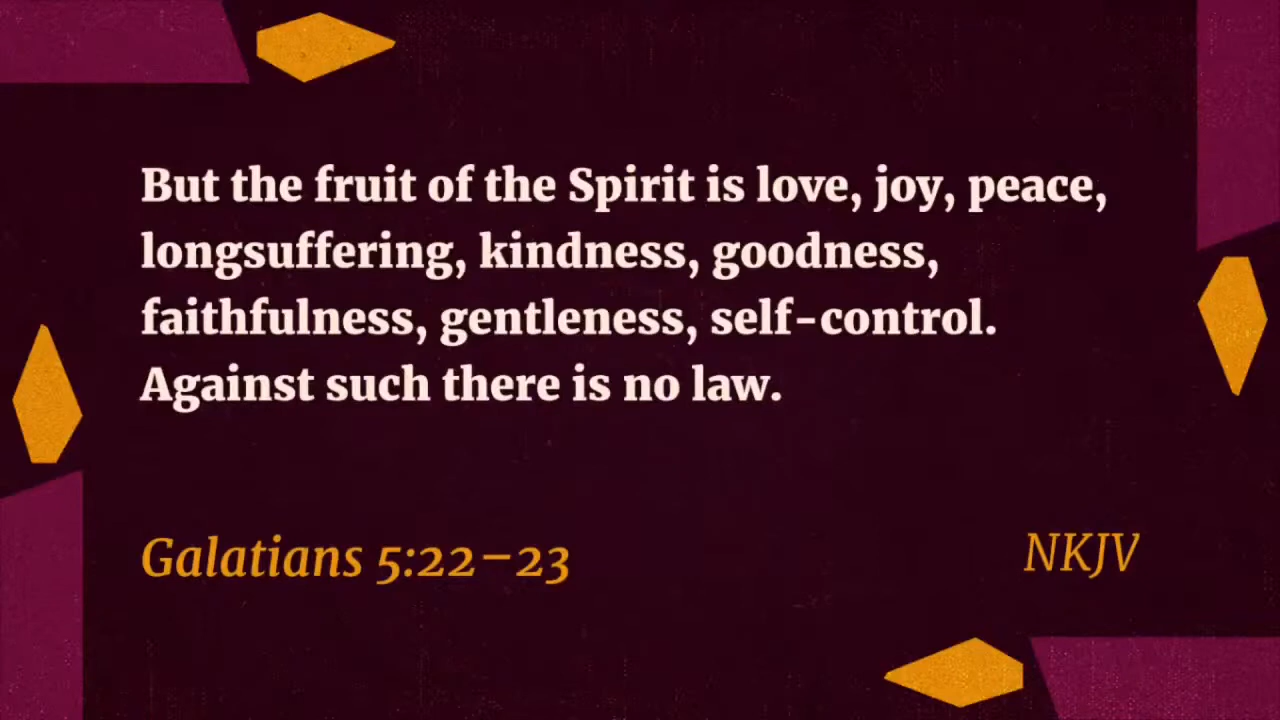 But the fruit of the Spirit is love, joy, peace,
longsuffering, kindness, goodness,
faithfulness, gentleness, self-control.
Against such there is no law.
Galatians 5:22–23
NKJV